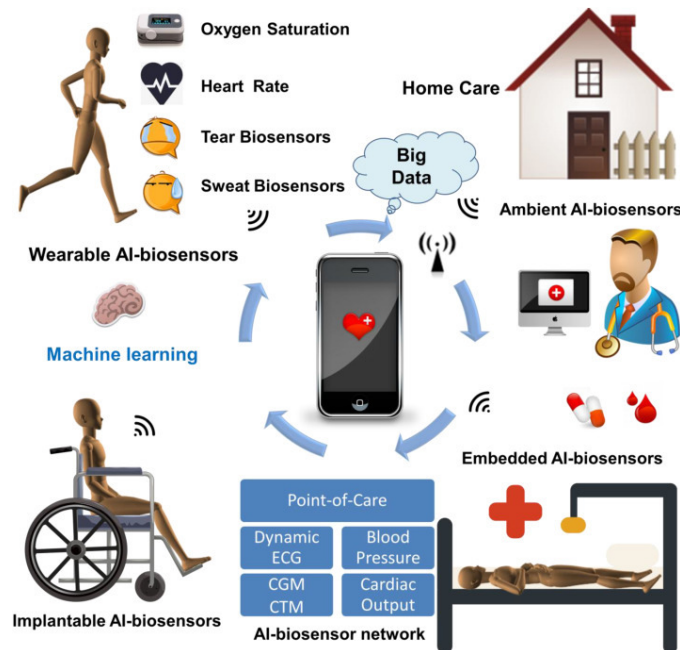 Oxygen Saturation
Heart Rate
Tear Biosensors
Sweat Biosensors
Wearable AI-biosensors
Big
Data
Home Care
Ambient AI-biosensors
Machine learning
Embedded AI-biosensors
Implantable AI-biosensors
Point-of-Care
Dynamic
ECG
Blood
Pressure
CGM
CTM
Cardiac
Output
AI-biosensor network